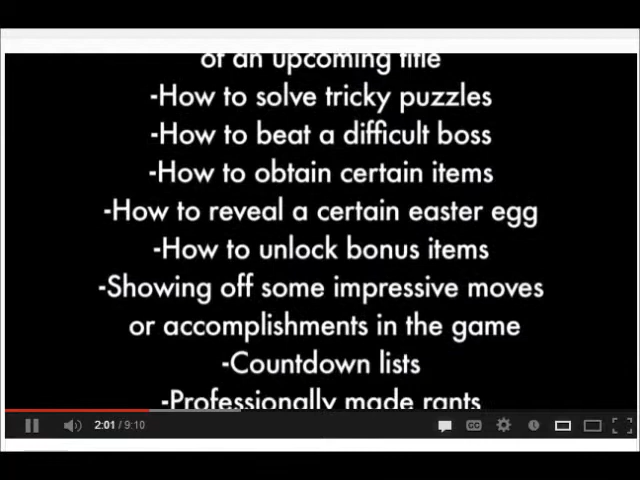 of an upcoming title
-How to solve tricky puzzles
-How to beat a difficult boss
-How to obtain certain items
-How to reveal a certain easter egg
-How to unlock bonus items
-Showing off some impressive moves
or accomplishments in the game
-Countdown lists
-Professionally made rants
2:01 / 9:10
CC